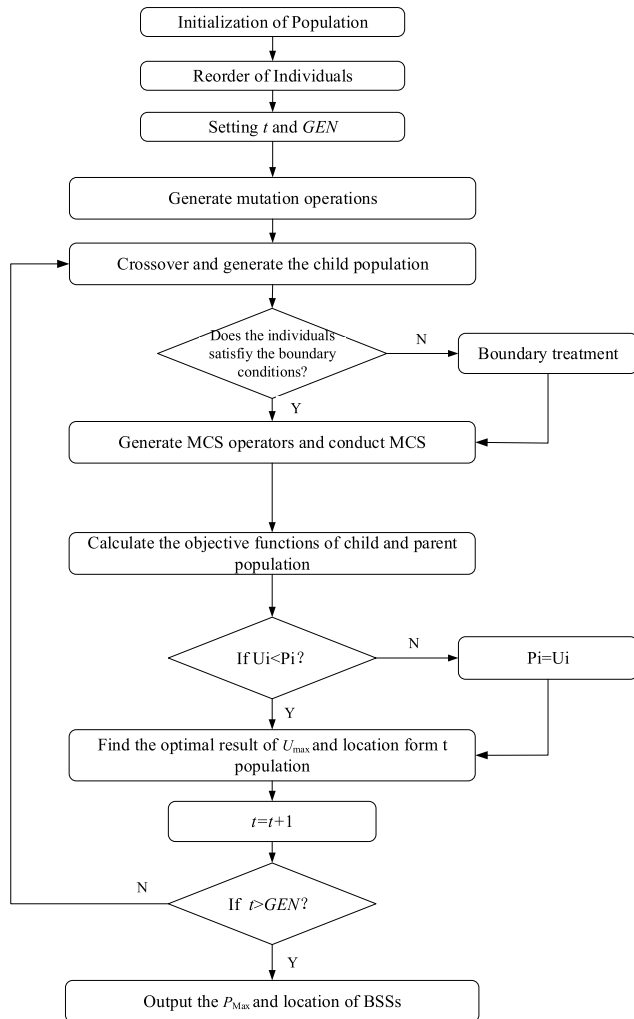 Initialization of Population
Reorder of Individuals
Setting t and GEN
Generate mutation operations
Crossover and generate the child population
Does the individuals
satisfiy the boundary
conditions?
N
Boundary treatment
Y
Generate MCS operators and conduct MCS
Calculate the objective functions of child and parent
population
If Ui<Pi?
N
Pi=Ui
Y
Find the optimal result of Umax and location form t
population
t=t+1
N
If t>GEN?
Y
Output the PMax and location of BSSs